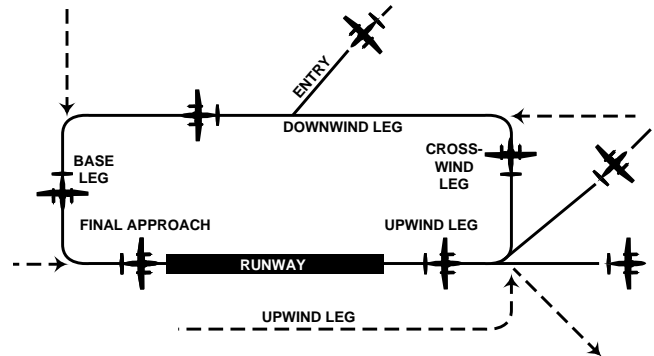 ENTRY
DOWNWIND LEG
BASE
LEG
CROSS-
WIND
LEG
FINAL APPROACH
UPWIND LEG
RUNWAY
UPWIND LEG